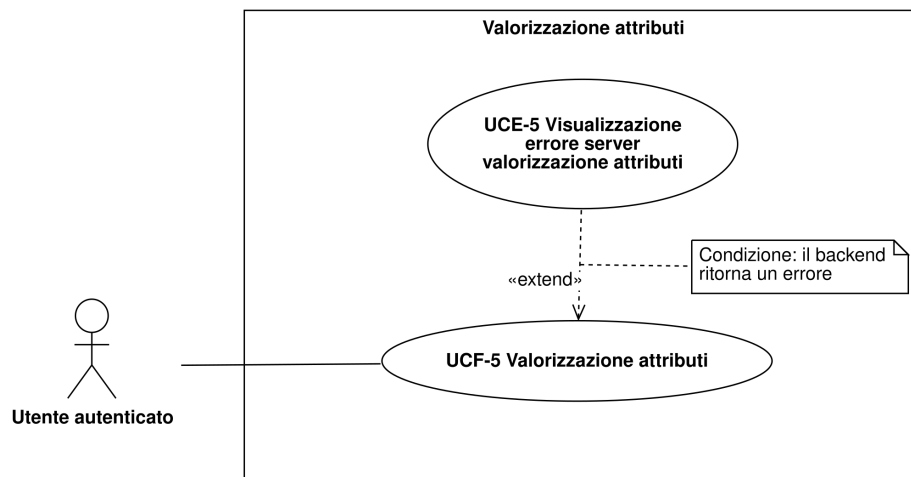 Valorizzazione attributi
UCE-5 Visualizzazione
errore server
valorizzazione attributi
Condizione: il backend
ritorna un errore
«extend»
UCF-5 Valorizzazione attributi
Utente autenticato